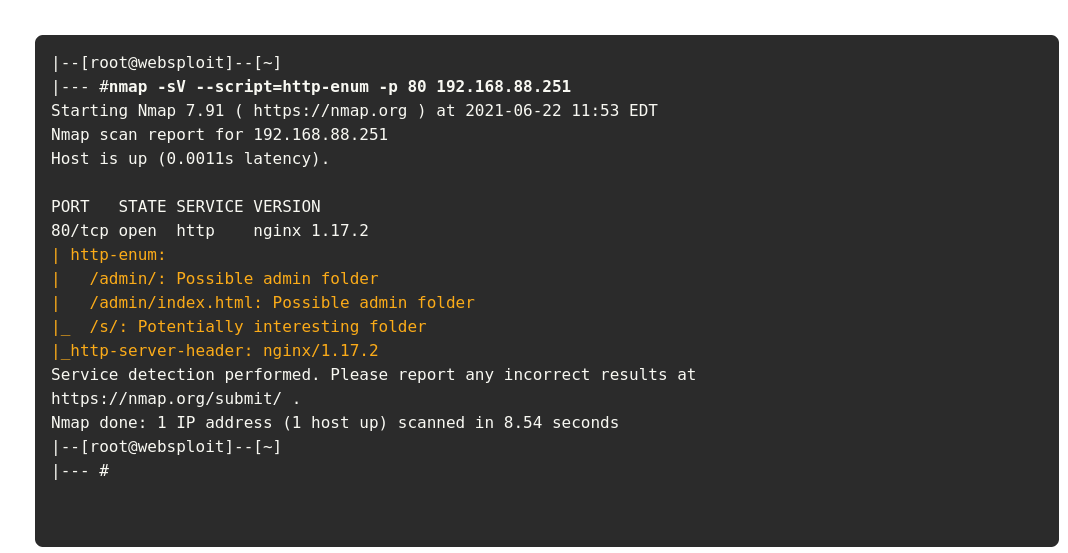 |--[root@websploit]--[~]
|--- #nmap -sV --script=http-enum -p 80 192.168.88.251
Starting Nmap 7.91 ( https://nmap.org ) at 2021-06-22 11:53 EDT
Nmap scan report for 192.168.88.251
Host is up (0.0011s latency).

PORT   STATE SERVICE VERSION
80/tcp open  http    nginx 1.17.2
| http-enum:
|   /admin/: Possible admin folder
|   /admin/index.html: Possible admin folder
|_  /s/: Potentially interesting folder
|_http-server-header: nginx/1.17.2
Service detection performed. Please report any incorrect results at
https://nmap.org/submit/ .
Nmap done: 1 IP address (1 host up) scanned in 8.54 seconds
|--[root@websploit]--[~]
|--- #